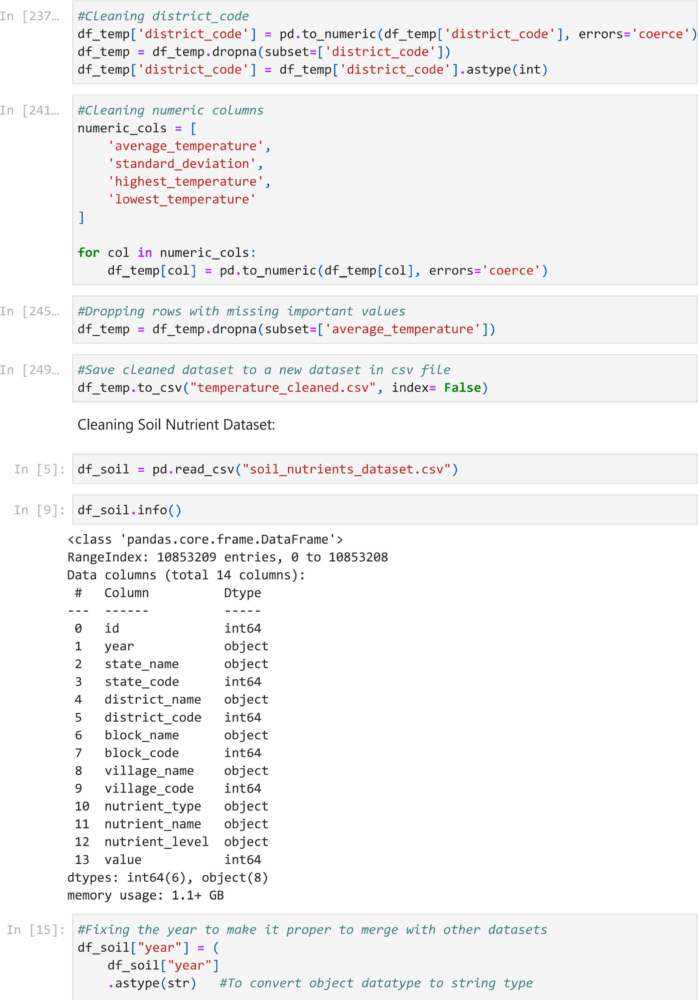 In [237…
#Cleaning district_code
df_temp['district_code'] = pd.to_numeric(df_temp['district_code'], errors='coerce')
df_temp = df_temp.dropna(subset=['district_code'])
df_temp['district_code'] = df_temp['district_code'].astype(int)
In [241…
#Cleaning numeric columns
numeric_cols = [
    'average_temperature',
    'standard_deviation',
    'highest_temperature',
    'lowest_temperature'
]
for col in numeric_cols:
    df_temp[col] = pd.to_numeric(df_temp[col], errors='coerce')
In [245…
#Dropping rows with missing important values
df_temp = df_temp.dropna(subset=['average_temperature'])
In [249…
#Save cleaned dataset to a new dataset in csv file
df_temp.to_csv("temperature_cleaned.csv", index= False)
Cleaning Soil Nutrient Dataset:
In [5]: df_soil = pd.read_csv("soil_nutrients_dataset.csv")
In [9]: df_soil.info()
<class 'pandas.core.frame.DataFrame'>
RangeIndex: 10853209 entries, 0 to 10853208
Data columns (total 14 columns):
 #   Column          Dtype
---  ------          -----
 0   id              int64
 1   year            object
 2   state_name      object
 3   state_code      int64
 4   district_name   object
 5   district_code   int64
 6   block_name      object
 7   block_code      int64
 8   village_name    object
 9   village_code    int64
 10  nutrient_type   object
 11  nutrient_name   object
 12  nutrient_level  object
 13  value           int64
dtypes: int64(6), object(8)
memory usage: 1.1+ GB
In [15]: #Fixing the year to make it proper to merge with other datasets
df_soil["year"] = (
    df_soil["year"]
    .astype(str)   #To convert object datatype to string type